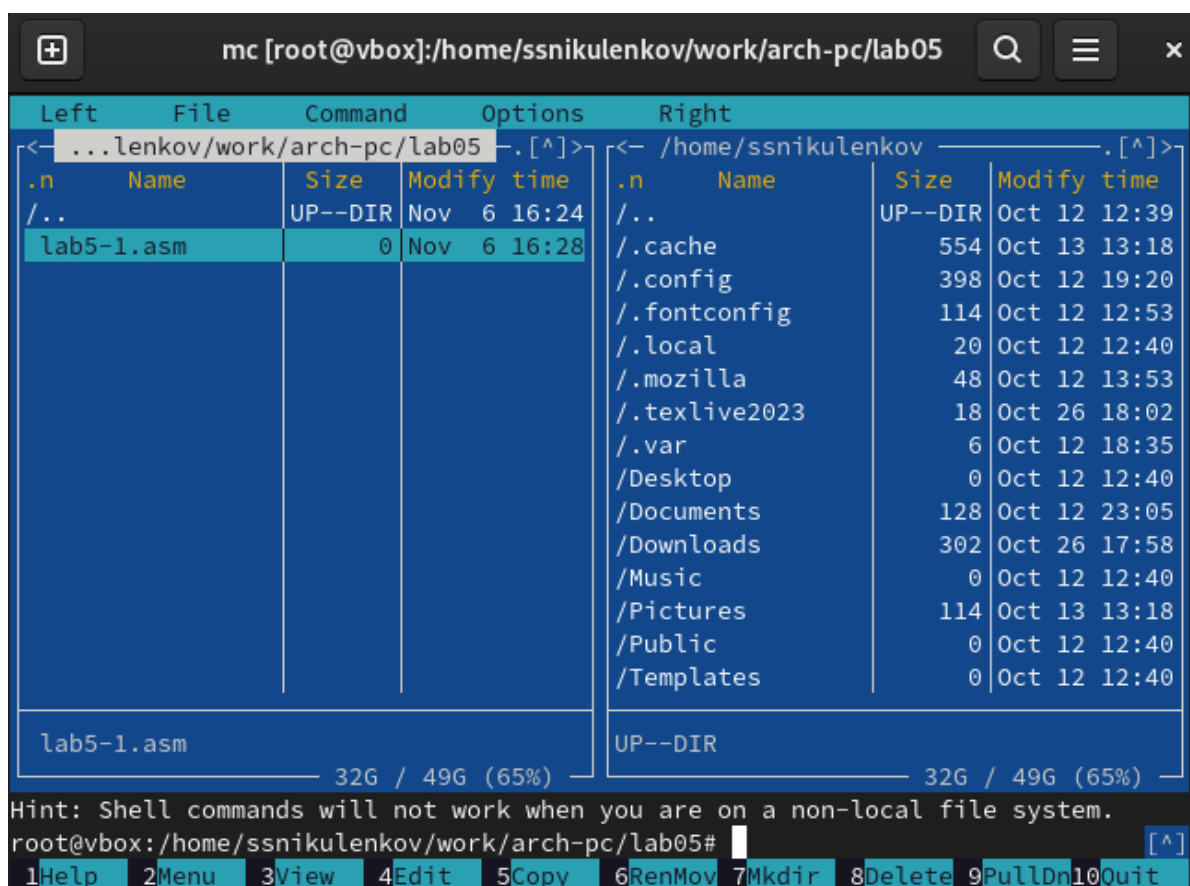 mc [root@vbox]:/home/ssnikulenkov/work/arch-pc/lab05
Left File Command Options Right
<─ ...lenkov/work/arch-pc/lab05 ─.[^]>
.n Name Size Modify time
/.. UP--DIR Nov 6 16:24
lab5-1.asm 0 Nov 6 16:28
lab5-1.asm
32G / 49G (65%)
<─ /home/ssnikulenkov ─.[^]>
.n Name Size Modify time
/.. UP--DIR Oct 12 12:39
/.cache 554 Oct 13 13:18
/.config 398 Oct 12 19:20
/.fontconfig 114 Oct 12 12:53
/.local 20 Oct 12 12:40
/.mozilla 48 Oct 12 13:53
/.texlive2023 18 Oct 26 18:02
/.var 6 Oct 12 18:35
/Desktop 0 Oct 12 12:40
/Documents 128 Oct 12 23:05
/Downloads 302 Oct 26 17:58
/Music 0 Oct 12 12:40
/Pictures 114 Oct 13 13:18
/Public 0 Oct 12 12:40
/Templates 0 Oct 12 12:40
UP--DIR
32G / 49G (65%)
Hint: Shell commands will not work when you are on a non-local file system.
root@vbox:/home/ssnikulenkov/work/arch-pc/lab05# [^]
1Help 2Menu 3View 4Edit 5Copy 6RenMov 7Mkdir 8Delete 9PullDn 10Quit